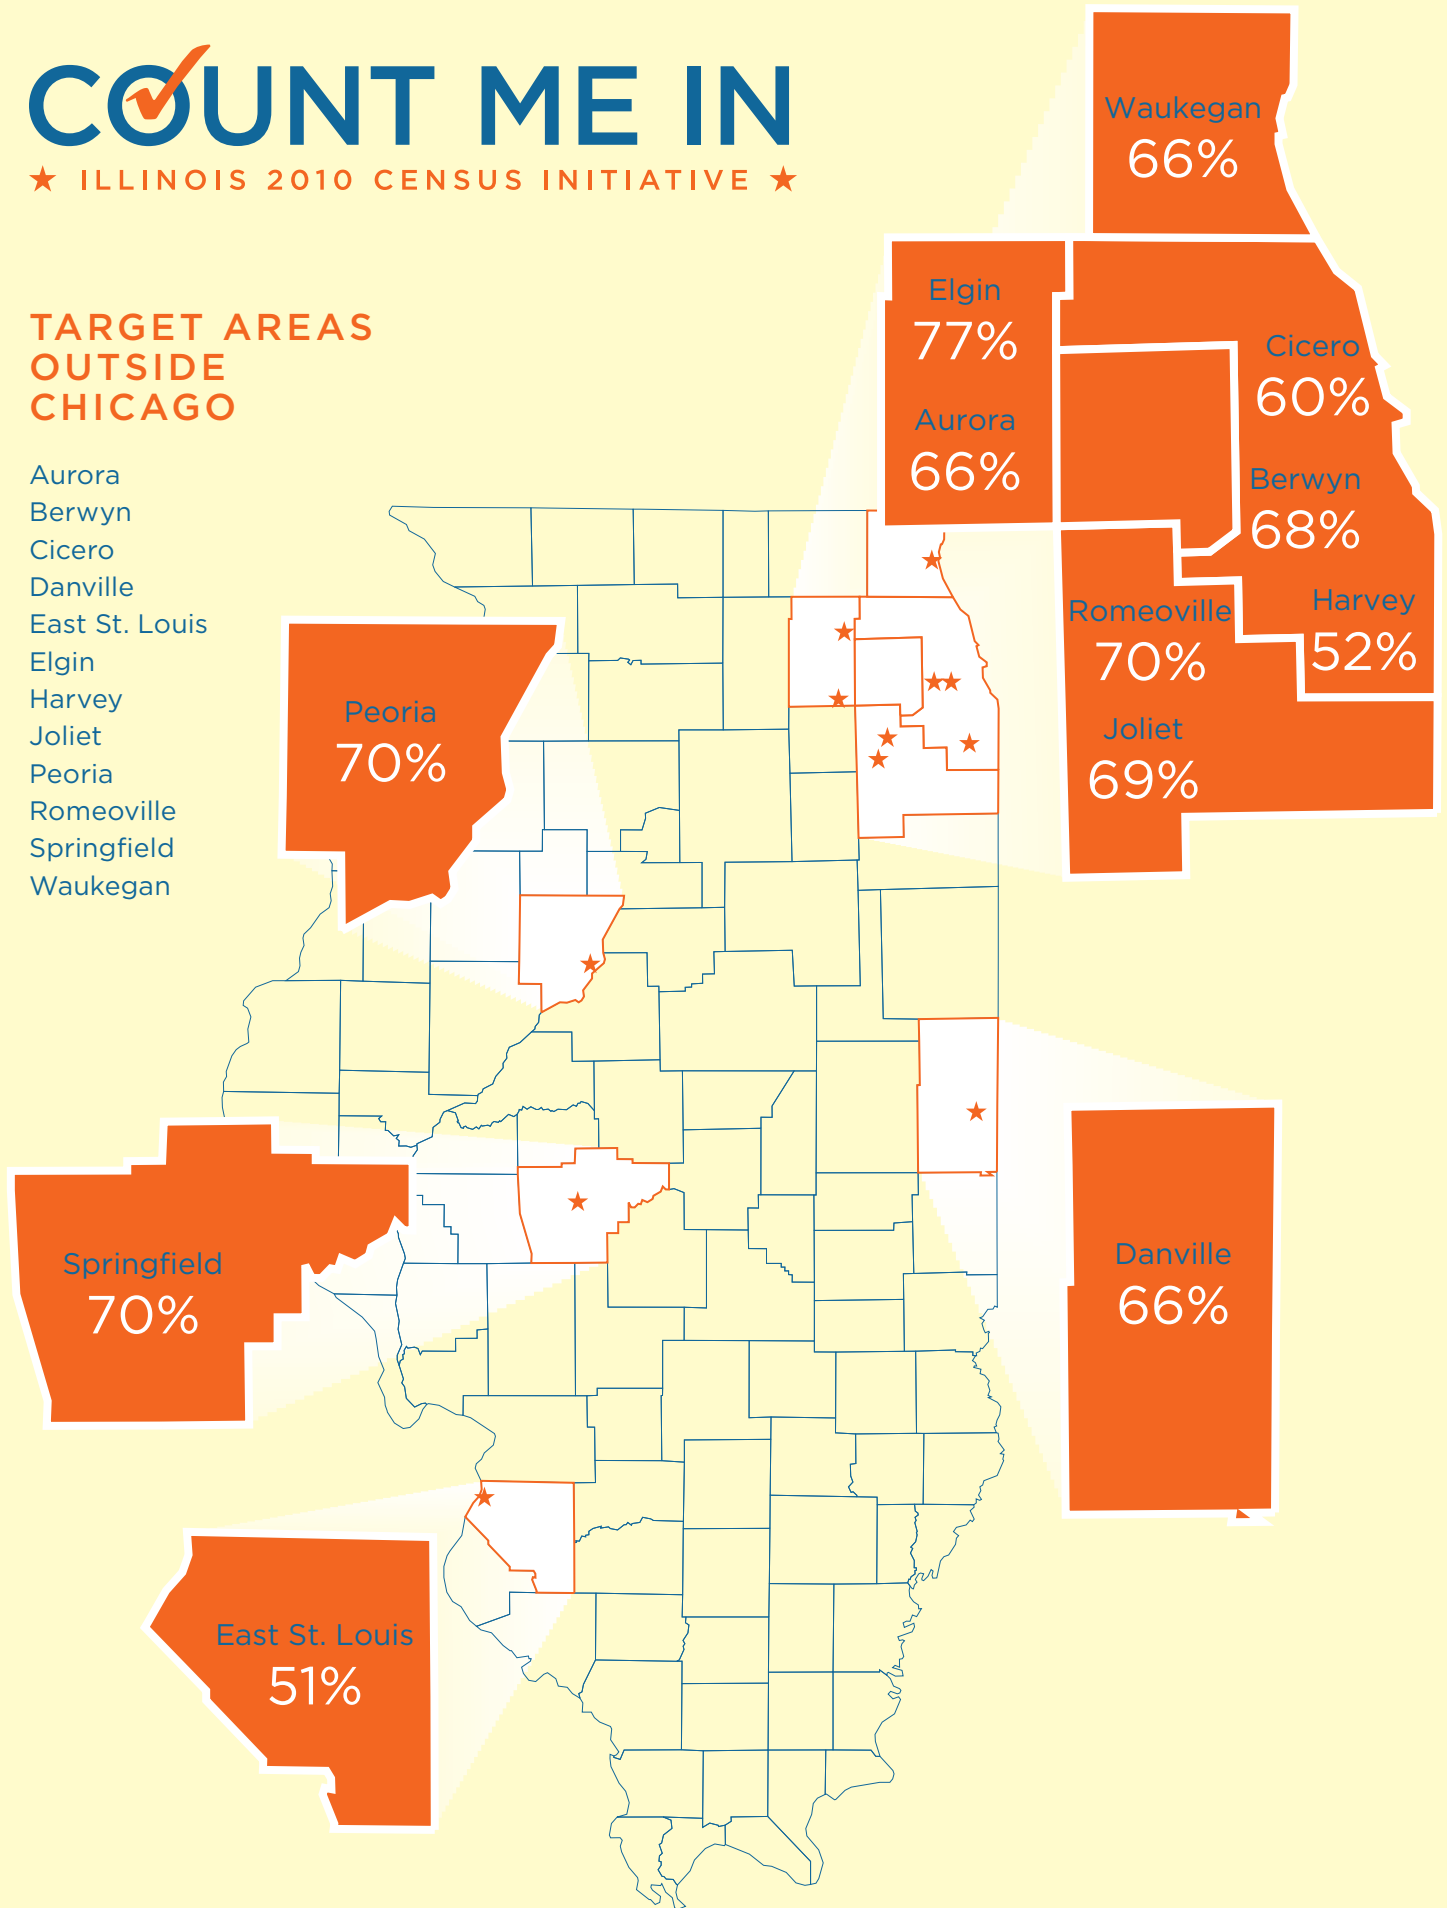 COUNT ME IN
★ ILLINOIS 2010 CENSUS INITIATIVE ★
TARGET AREAS
OUTSIDE
CHICAGO
Aurora
Berwyn
Cicero
Danville
East St. Louis
Elgin
Harvey
Joliet
Peoria
Romeoville
Springfield
Waukegan
Waukegan
66%
Elgin
77%
Aurora
66%
Cicero
60%
Berwyn
68%
Harvey
52%
Romeoville
70%
Joliet
69%
Peoria
70%
Springfield
70%
Danville
66%
East St. Louis
51%